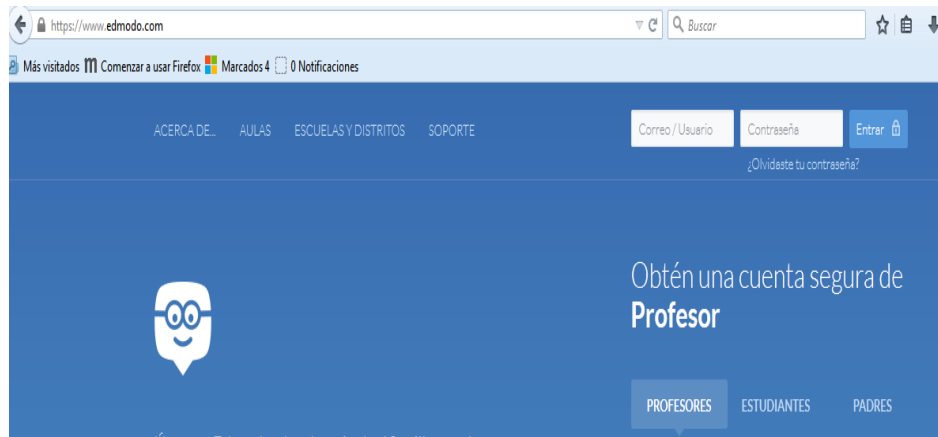 https://www.edmodo.com
Buscar
Más visitados Comenzar a usar Firefox Marcados 4 0 Notificaciones
ACERCA DE... AULAS ESCUELAS Y DISTRITOS SOPORTE
Correo / Usuario Contraseña Entrar
¿Olvidaste tu contraseña?
Obtén una cuenta segura de
Profesor
PROFESORES ESTUDIANTES PADRES